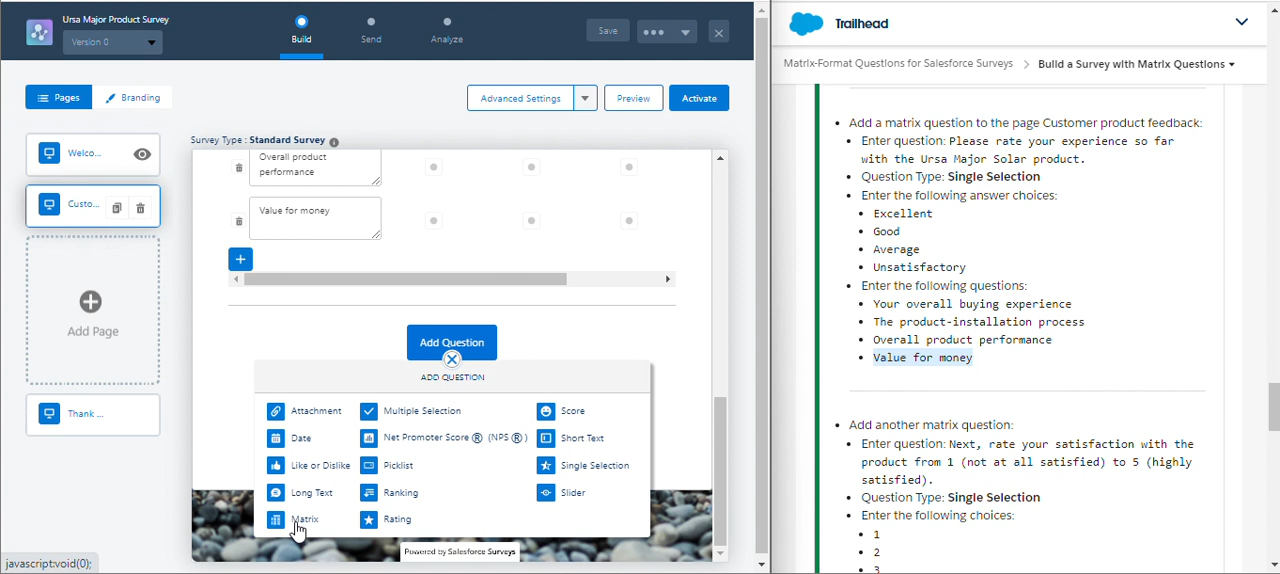 Ursa Major Product Survey
Version 0
Build
Send
Analyze
Save
Pages
Branding
Advanced Settings
Preview
Activate
Survey Type : Standard Survey
Welco...
Custo...
Add Page
Thank ...
Overall product
performance
Value for money
Add Question
ADD QUESTION
Attachment
Multiple Selection
Score
Date
Net Promoter Score ® (NPS ®)
Short Text
Like or Dislike
Picklist
Single Selection
Long Text
Ranking
Slider
Matrix
Rating
Powered by Salesforce Surveys
javascript:void(0);
Trailhead
Matrix-Format Questions for Salesforce Surveys > Build a Survey with Matrix Questions
• Add a matrix question to the page Customer product feedback:
• Enter question: Please rate your experience so far
with the Ursa Major Solar product.
• Question Type: Single Selection
• Enter the following answer choices:
• Excellent
• Good
• Average
• Unsatisfactory
• Enter the following questions:
• Your overall buying experience
• The product-installation process
• Overall product performance
• Value for money
• Add another matrix question:
• Enter question: Next, rate your satisfaction with the
product from 1 (not at all satisfied) to 5 (highly
satisfied).
• Question Type: Single Selection
• Enter the following choices:
• 1
• 2
• 3